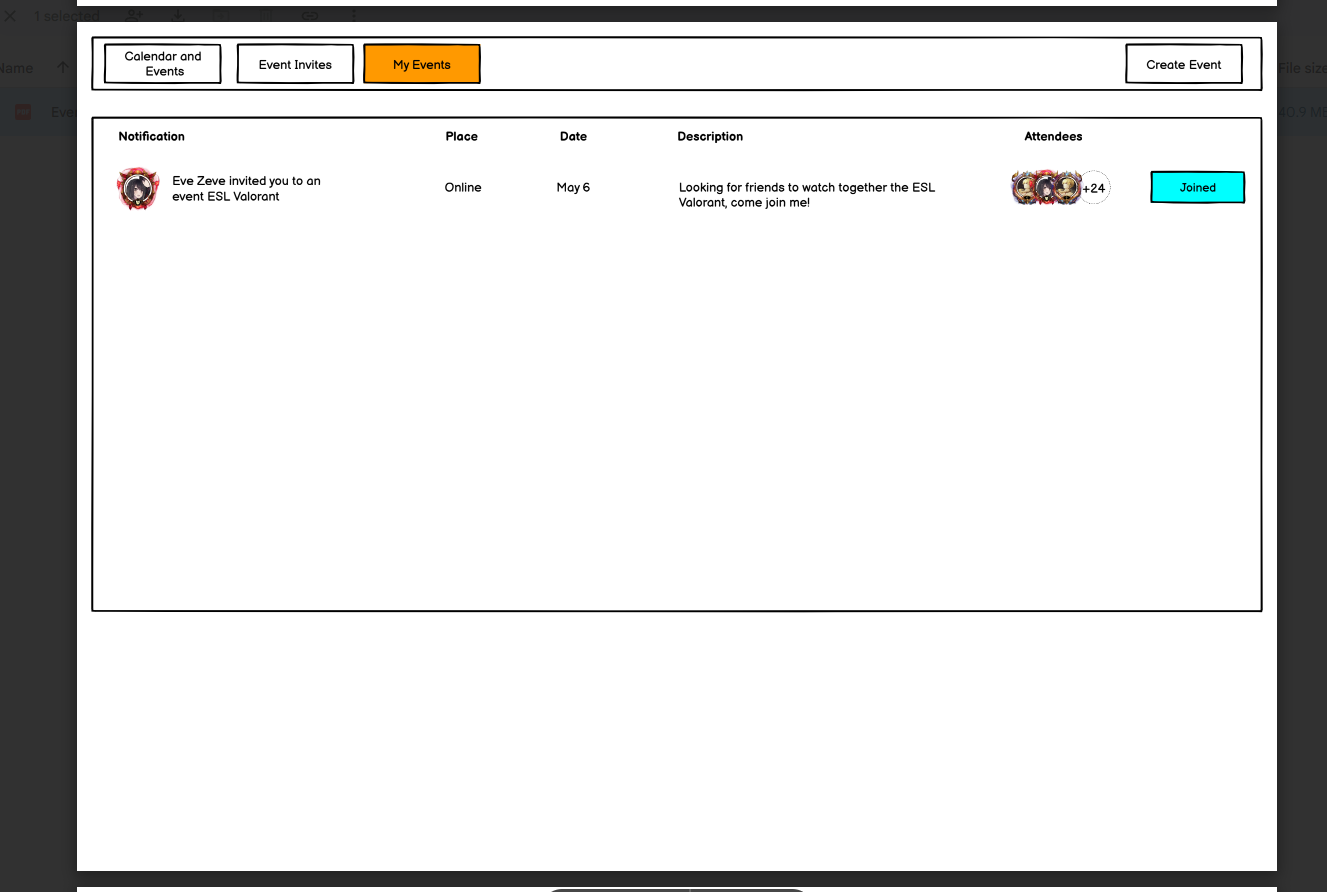 1 selected
Name
File size
40.9 MB
Calendar and
Events
Event Invites
My Events
Create Event
Notification
Place
Date
Description
Attendees
Eve Zeve invited you to an
event ESL Valorant
Online
May 6
Looking for friends to watch together the ESL
Valorant, come join me!
+24
Joined